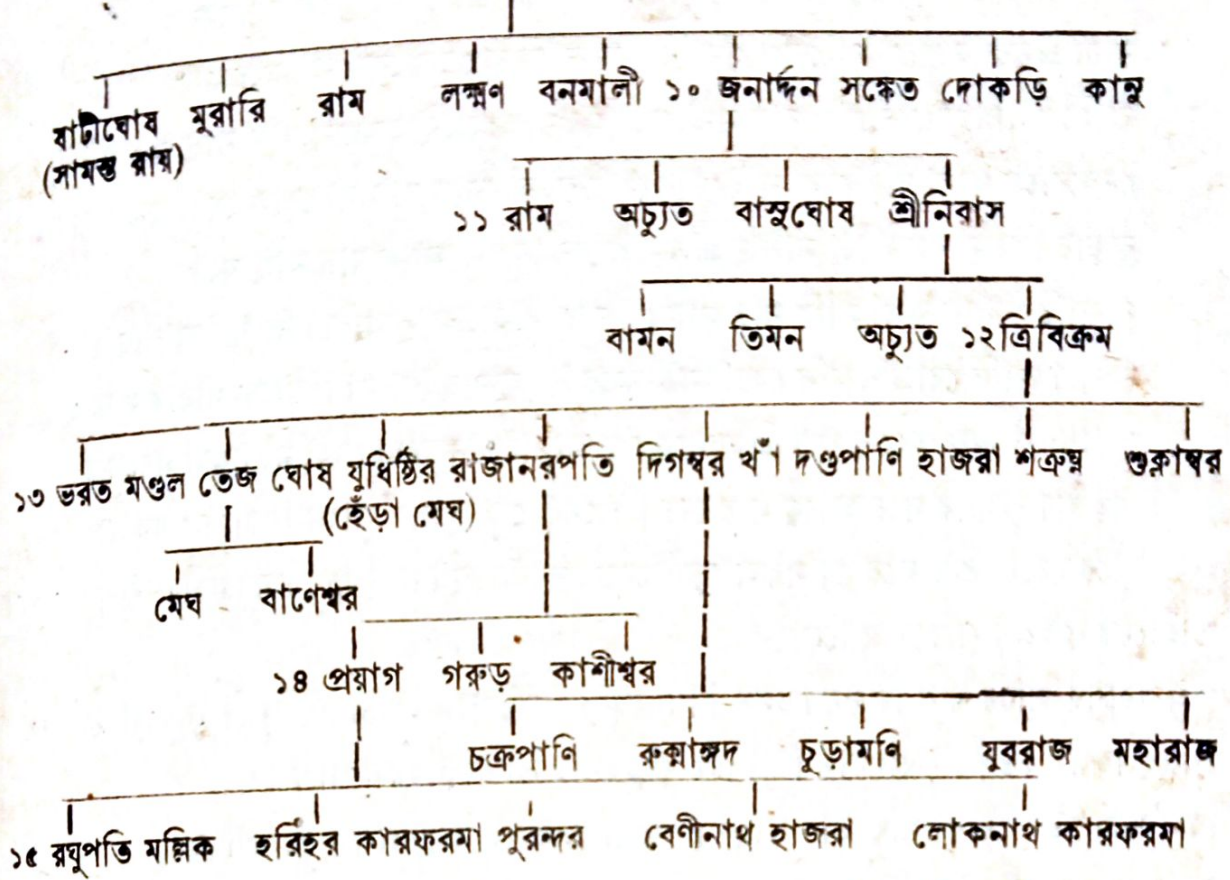 বাটীঘোষ মুরারি রাম লক্ষ্মণ বনমালী ১০ জনার্দ্দন সঙ্কেত দোকড়ি কানু
(সামন্ত রায়)
১১ রাম অচ্যুত বাসুঘোষ শ্রীনিবাস
বামন তিমন অচ্যুত ১২ ত্রিবিক্রম
১৩ ভরত মণ্ডল তেজ ঘোষ যুধিষ্ঠির রাজানরপতি দিগম্বর খাঁ দণ্ডপাণি হাজরা শত্রুঘ্ন শুক্লাম্বর
(হেঁড়া মেঘ)
মেঘ বাণেশ্বর
১৪ প্রয়াগ গরুড় কাশীশ্বর
চক্রপাণি রুক্মাঙ্গদ চূড়ামণি যুবরাজ মহারাজ
১৫ রঘুপতি মল্লিক হরিহর কারফরমা পুরন্দর বেণীনাথ হাজরা লোকনাথ কারফরমা